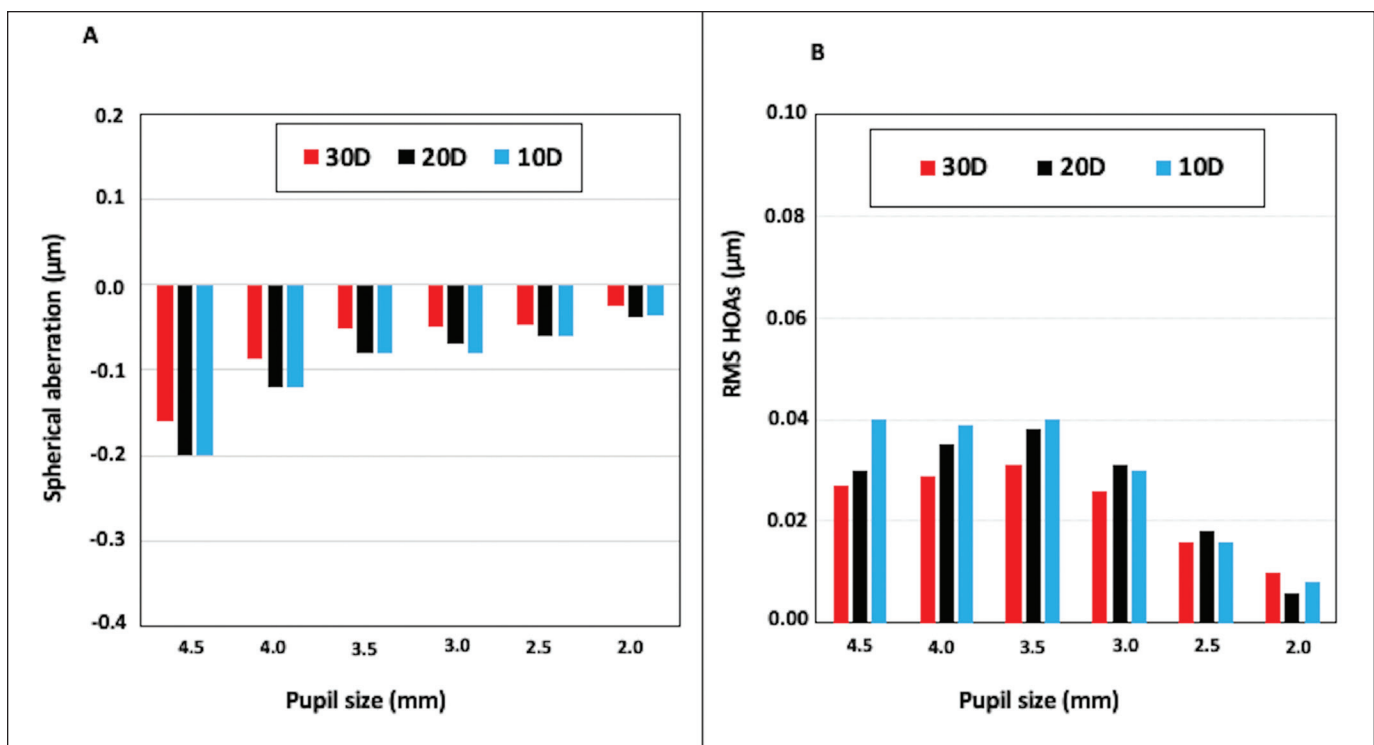 A
0.2
0.1
0.0
-0.1
-0.2
-0.3
-0.4
Spherical aberration (µm)
30D 20D 10D
4.5 4.0 3.5 3.0 2.5 2.0
Pupil size (mm)
B
0.10
0.08
0.06
0.04
0.02
0.00
RMS HOAs (µm)
30D 20D 10D
4.5 4.0 3.5 3.0 2.5 2.0
Pupil size (mm)